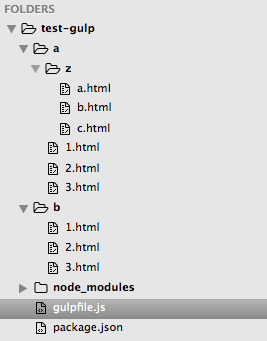 FOLDERS
test-gulp
a
z
a.html
b.html
c.html
1.html
2.html
3.html
b
1.html
2.html
3.html
node_modules
gulpfile.js
package.json